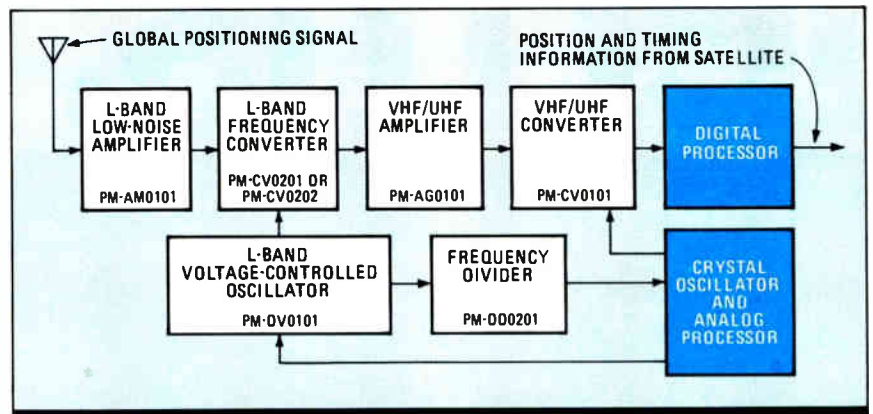 GLOBAL POSITIONING SIGNAL
POSITION AND TIMING
INFORMATION FROM SATELLITE
L-BAND
LOW-NOISE
AMPLIFIER
PM-AM0101
L-BAND
FREQUENCY
CONVERTER
PM-CV0201 OR
PM-CV0202
VHF/UHF
AMPLIFIER
PM-AG0101
VHF/UHF
CONVERTER
PM-CV0101
DIGITAL
PROCESSOR
L-BAND
VOLTAGE-CONTROLLED
OSCILLATOR
PM-OV0101
FREQUENCY
DIVIDER
PM-DD0201
CRYSTAL
OSCILLATOR
AND
ANALOG
PROCESSOR